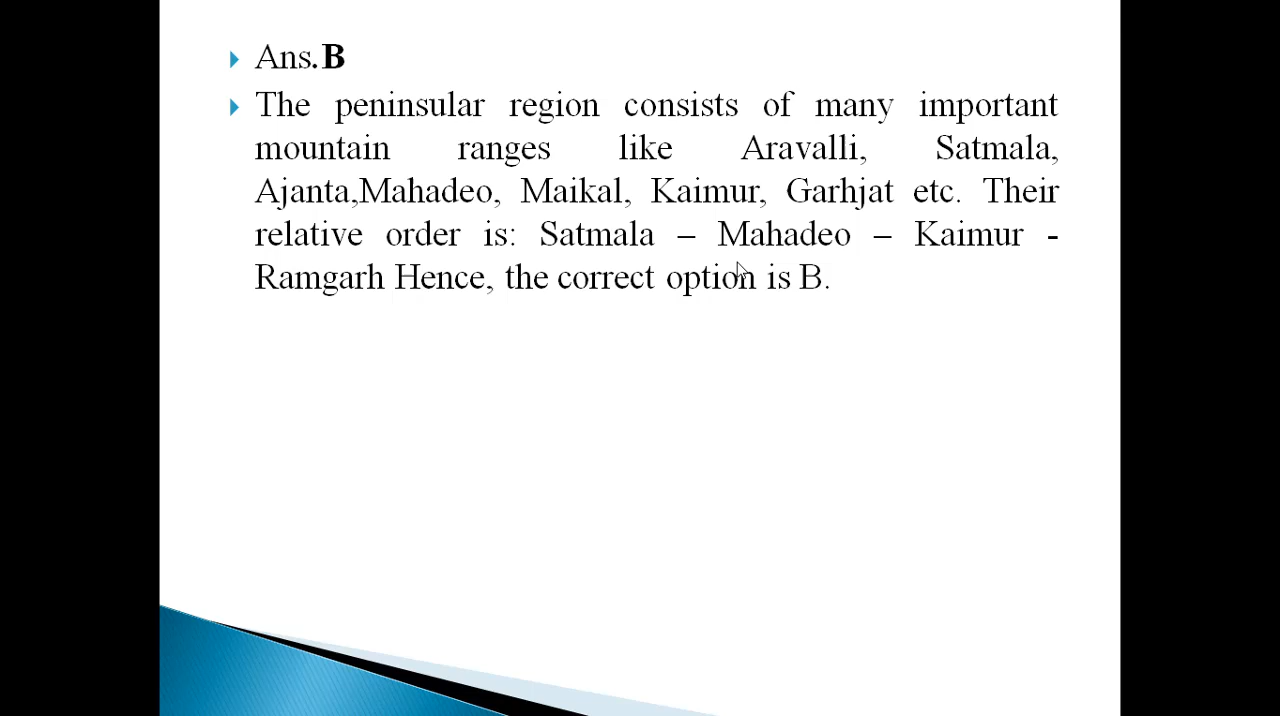 Ans.B
The peninsular region consists of many important
mountain ranges like Aravalli, Satmala,
Ajanta,Mahadeo, Maikal, Kaimur, Garhjat etc. Their
relative order is: Satmala – Mahadeo – Kaimur -
Ramgarh Hence, the correct option is B.